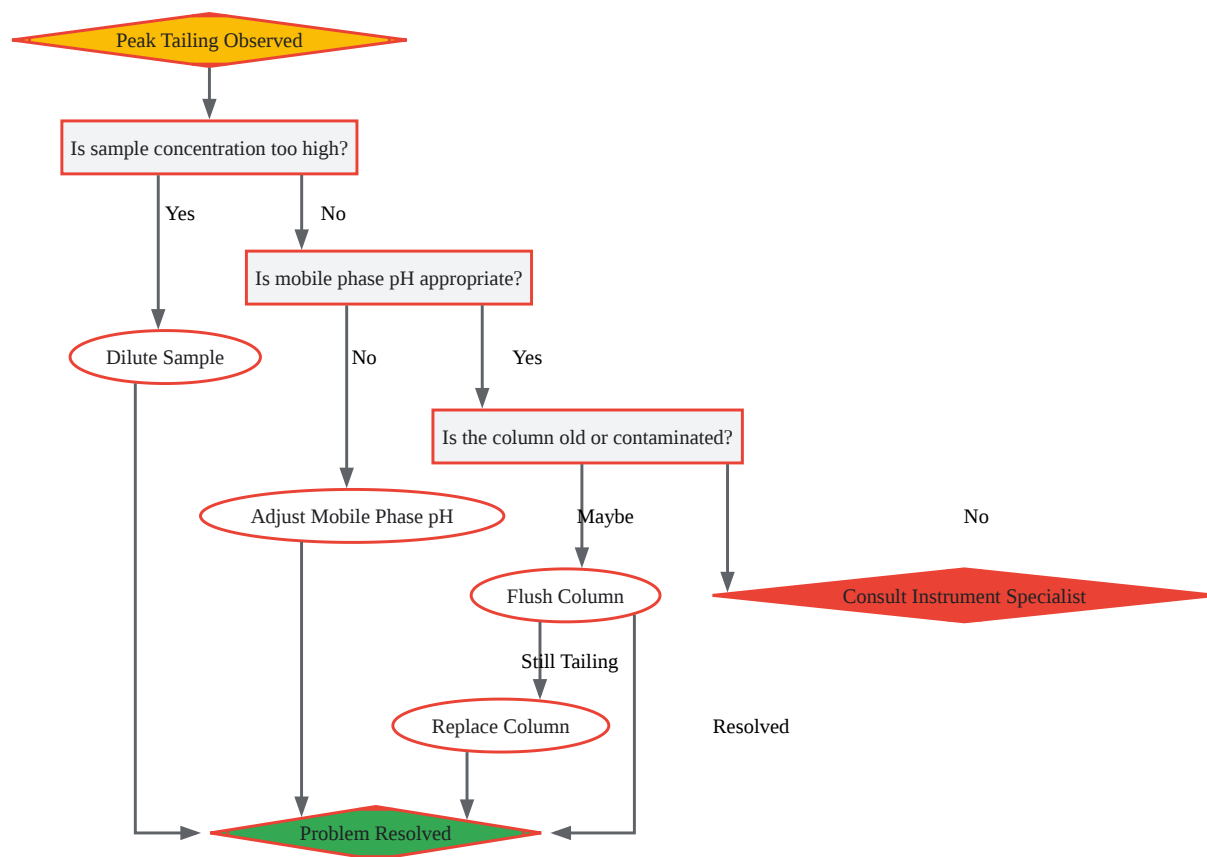 Peak Tailing Observed
Is sample concentration too high?
Yes
No
Is mobile phase pH appropriate?
Dilute Sample
No
Yes
Is the column old or contaminated?
Adjust Mobile Phase pH
Maybe
No
Flush Column
Consult Instrument Specialist
Still Tailing
Replace Column
Resolved
Problem Resolved